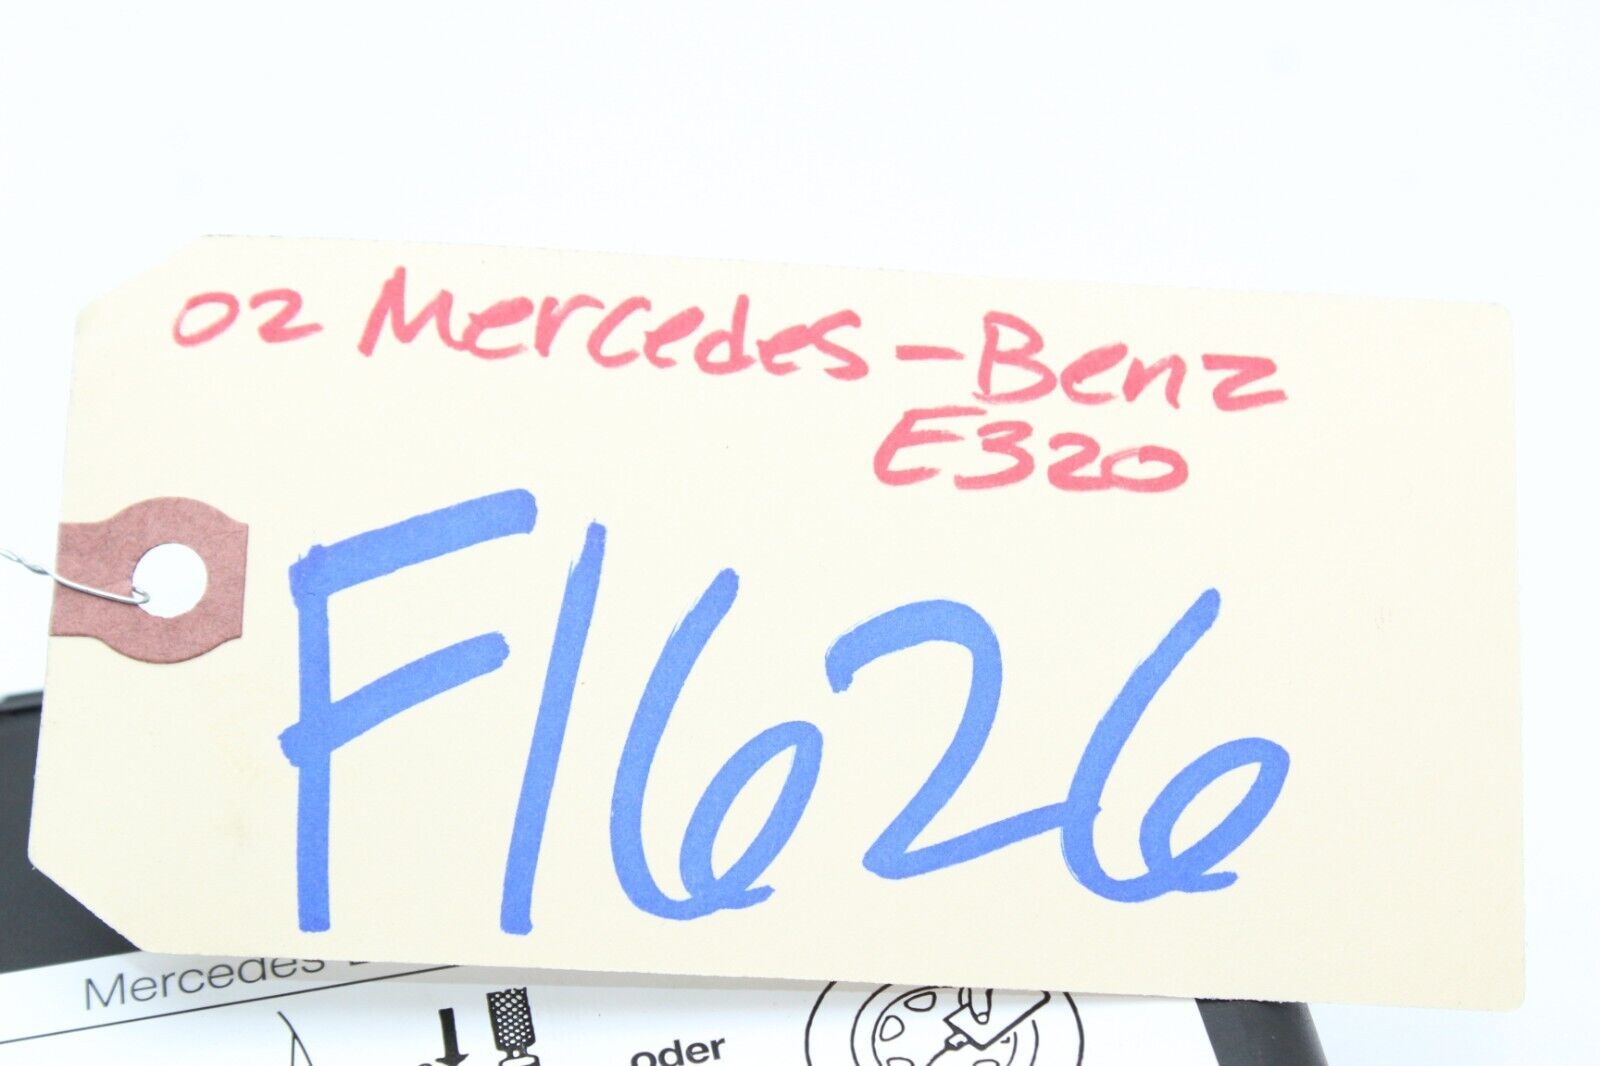 02 Mercedes-Benz
E320
F1626
Mercedes
oder